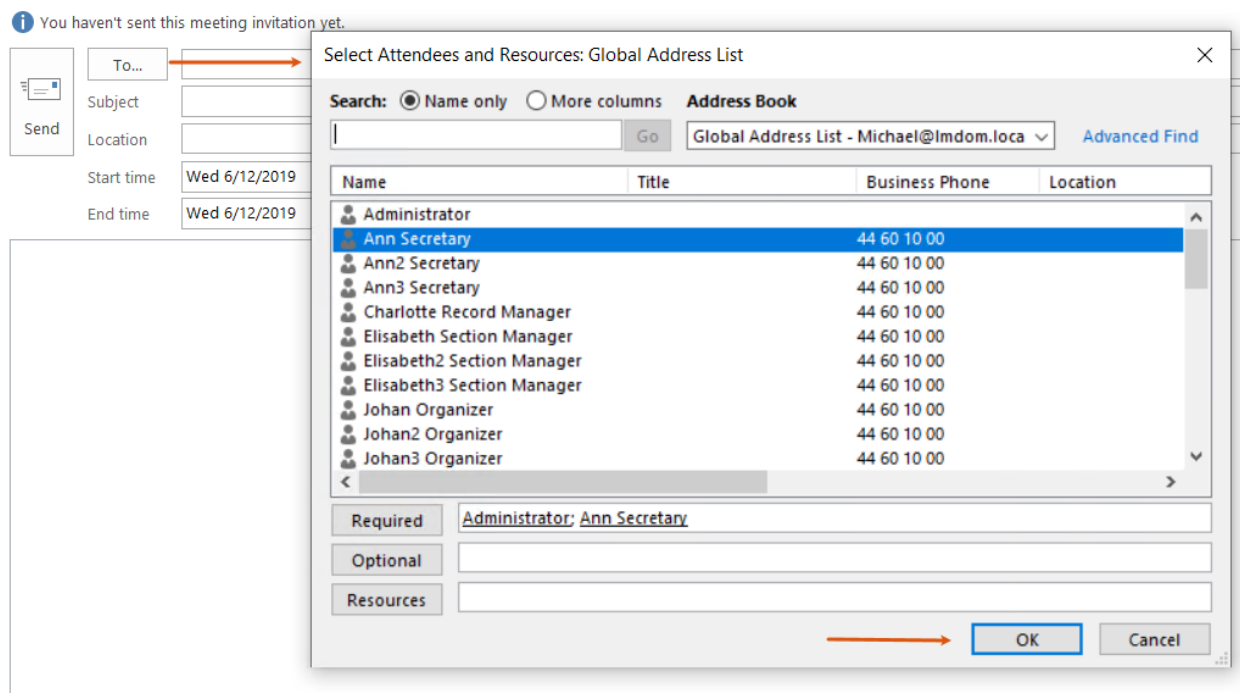 You haven't sent this meeting invitation yet.
Send
To...
Subject
Location
Start time Wed 6/12/2019
End time Wed 6/12/2019
Select Attendees and Resources: Global Address List
Search: Name only More columns Address Book
Go Global Address List - Michael@lmdom.loca Advanced Find
Name Title Business Phone Location
Administrator
Ann Secretary 44 60 10 00
Ann2 Secretary 44 60 10 00
Ann3 Secretary 44 60 10 00
Charlotte Record Manager 44 60 10 00
Elisabeth Section Manager 44 60 10 00
Elisabeth2 Section Manager 44 60 10 00
Elisabeth3 Section Manager 44 60 10 00
Johan Organizer 44 60 10 00
Johan2 Organizer 44 60 10 00
Johan3 Organizer 44 60 10 00
Required Administrator; Ann Secretary
Optional
Resources
OK Cancel